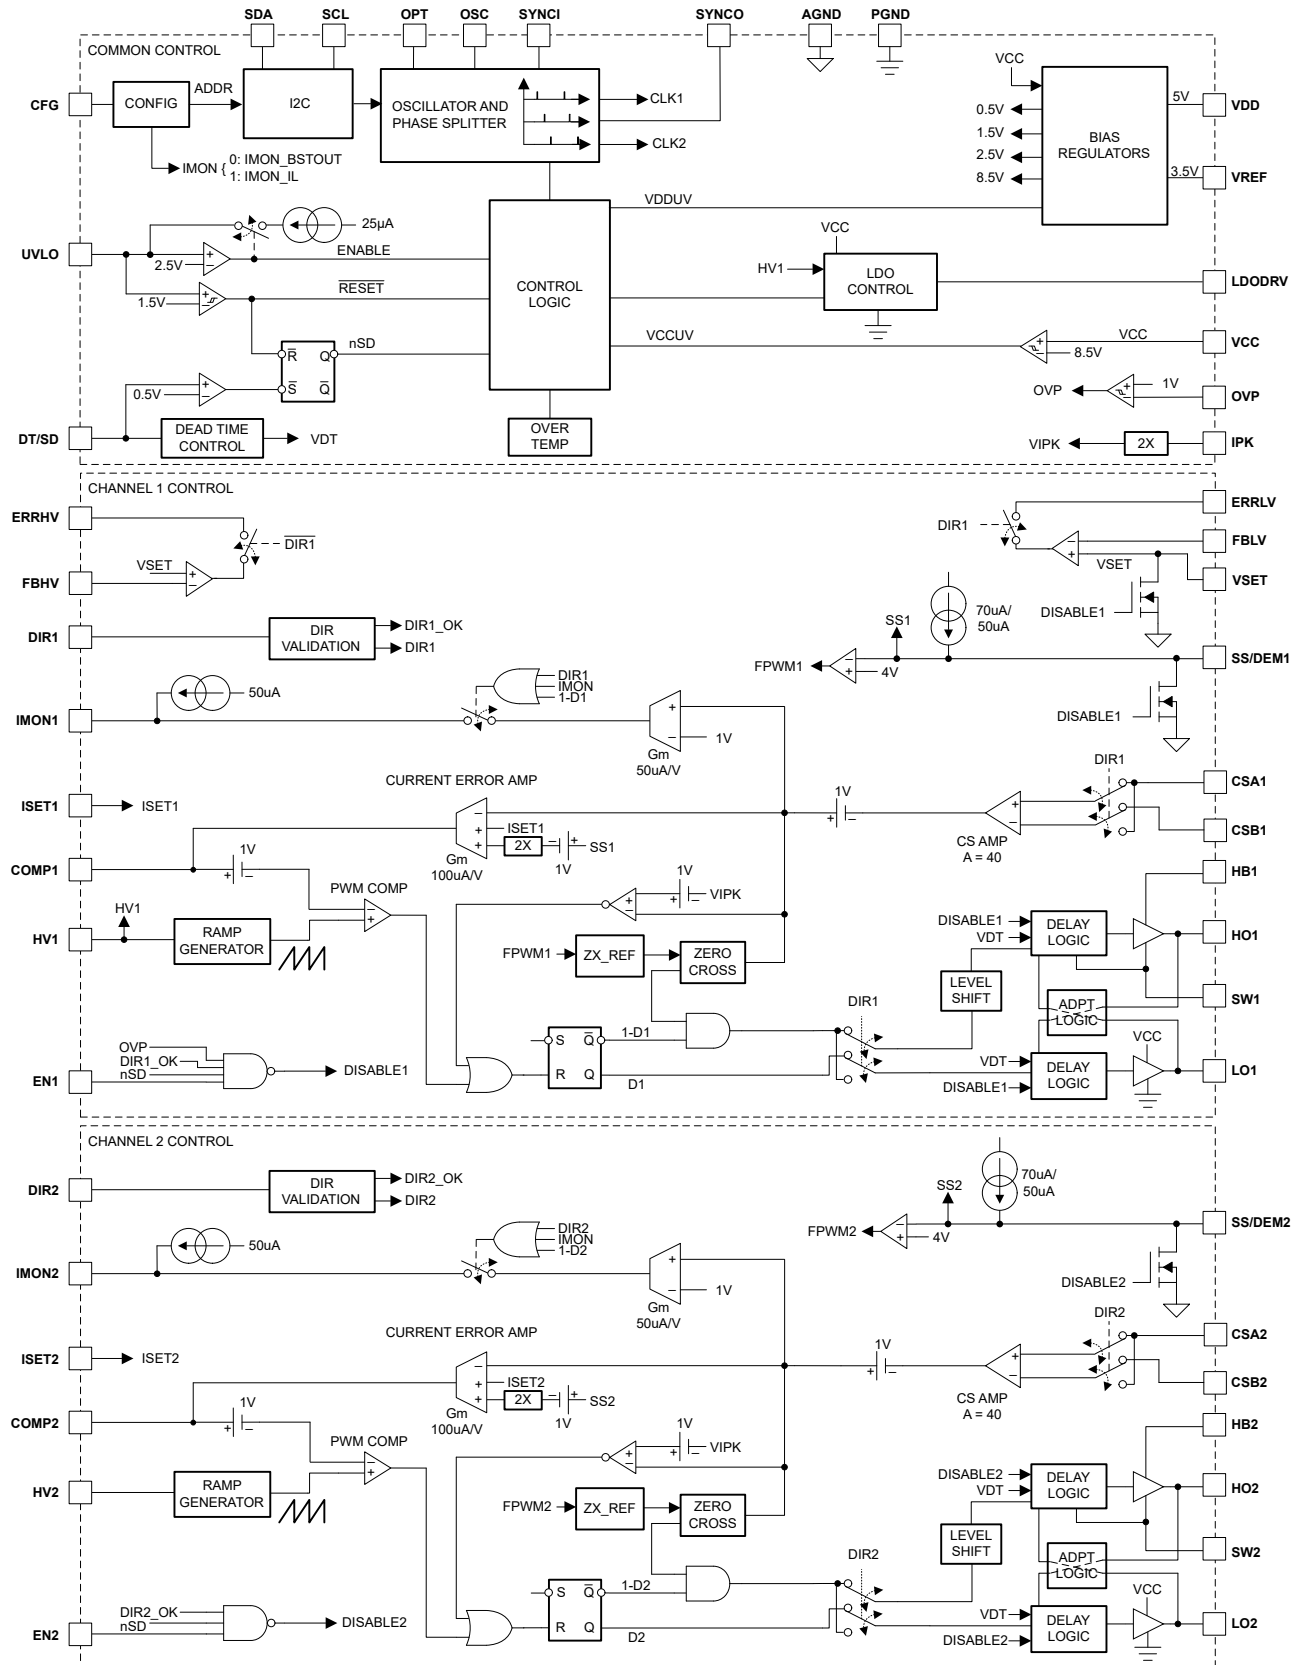 SDA
SCL
OPT
OSC
SYNCI
SYNCO
AGND
PGND
COMMON CONTROL
CFG
CONFIG
ADDR
I2C
OSCILLATOR AND
PHASE SPLITTER
CLK1
CLK2
IMON {
0: IMON_BSTOUT
1: IMON_IL
VCC
0.5V
1.5V
2.5V
8.5V
BIAS
REGULATORS
5V
VDD
3.5V
VREF
VDDUV
25µA
UVLO
2.5V
+
−
ENABLE
1.5V
+
−
RESET
CONTROL
LOGIC
VCC
HV1
LDO
CONTROL
LDODRV
VCCUV
+
−
VCC
8.5V
VCC
R Q
S Q
nSD
0.5V
+
−
OVP
+
−
1V
OVP
DT/SD
DEAD TIME
CONTROL
VDT
OVER
TEMP
VIPK
2X
IPK
CHANNEL 1 CONTROL
ERRHV
DIR1
VSET
+
−
FBHV
ERRLV
DIR1
−
+
FBLV
VSET
VSET
DISABLE1
DIR1
DIR
VALIDATION
DIR1_OK
DIR1
70uA/
50uA
SS1
FPWM1
−
+
4V
SS/DEM1
DISABLE1
50uA
IMON1
DIR1
IMON
1-D1
+
−
1V
Gm
50uA/V
CURRENT ERROR AMP
ISET1
ISET1
−
+
+
ISET1
2X
− +
SS1
1V
Gm
100uA/V
1V
+ −
+
−
CS AMP
A = 40
DIR1
CSA1
CSB1
COMP1
1V
+ −
PWM COMP
−
+
HV1
HV1
RAMP
GENERATOR
+
−
1V
+ −
VIPK
FPWM1
ZX_REF
ZERO
CROSS
DISABLE1
VDT
DELAY
LOGIC
HB1
HO1
LEVEL
SHIFT
ADPT
LOGIC
SW1
OVP
DIR1_OK
nSD
EN1
DISABLE1
S Q
R Q
1-D1
D1
DIR1
VDT
DISABLE1
DELAY
LOGIC
VCC
LO1
CHANNEL 2 CONTROL
DIR2
DIR
VALIDATION
DIR2_OK
DIR2
70uA/
50uA
SS2
FPWM2
−
+
4V
SS/DEM2
DISABLE2
50uA
IMON2
DIR2
IMON
1-D2
+
−
1V
Gm
50uA/V
CURRENT ERROR AMP
ISET2
ISET2
−
+
+
ISET2
2X
− +
SS2
1V
Gm
100uA/V
1V
+ −
+
−
CS AMP
A = 40
DIR2
CSA2
CSB2
COMP2
1V
+ −
PWM COMP
−
+
HV2
RAMP
GENERATOR
+
−
1V
+ −
VIPK
FPWM2
ZX_REF
ZERO
CROSS
DISABLE2
VDT
DELAY
LOGIC
HB2
HO2
LEVEL
SHIFT
ADPT
LOGIC
SW2
DIR2_OK
nSD
EN2
DISABLE2
S Q
R Q
1-D2
D2
DIR2
VDT
DISABLE2
DELAY
LOGIC
VCC
LO2